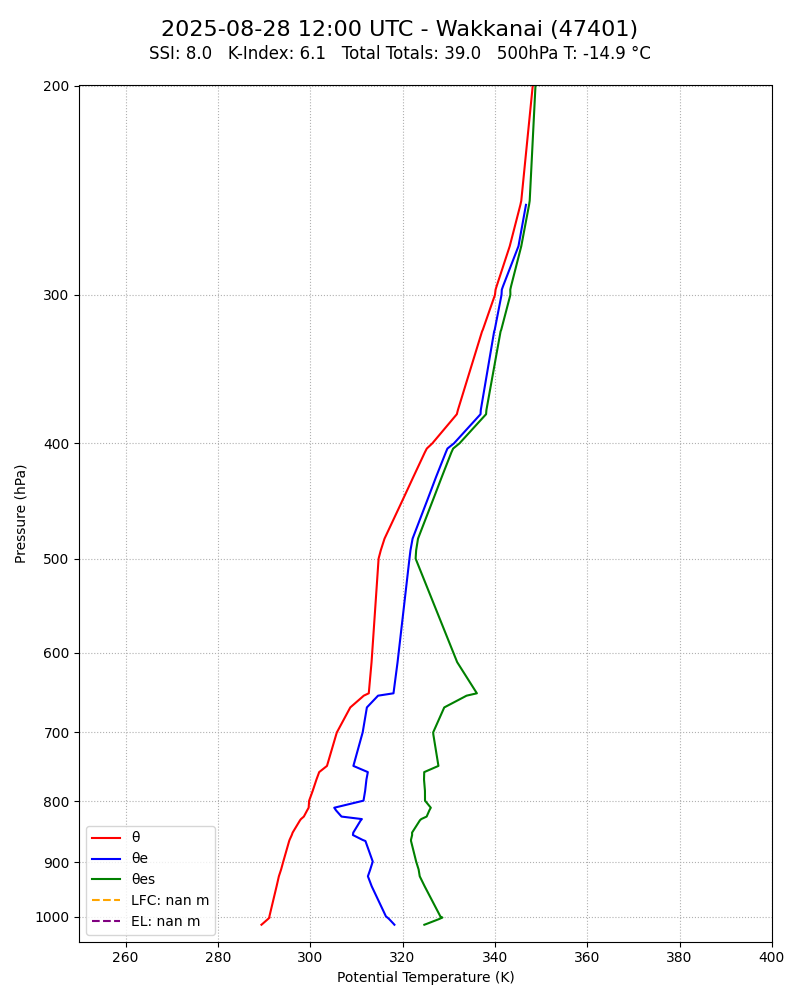 2025-08-28 12:00 UTC - Wakkanai (47401)
SSI: 8.0 K-Index: 6.1 Total Totals: 39.0 500hPa T: -14.9 °C
200
300
400
500
600
700
800
900
1000
Pressure (hPa)
θ
θe
θes
LFC: nan m
EL: nan m
260 280 300 320 340 360 380 400
Potential Temperature (K)